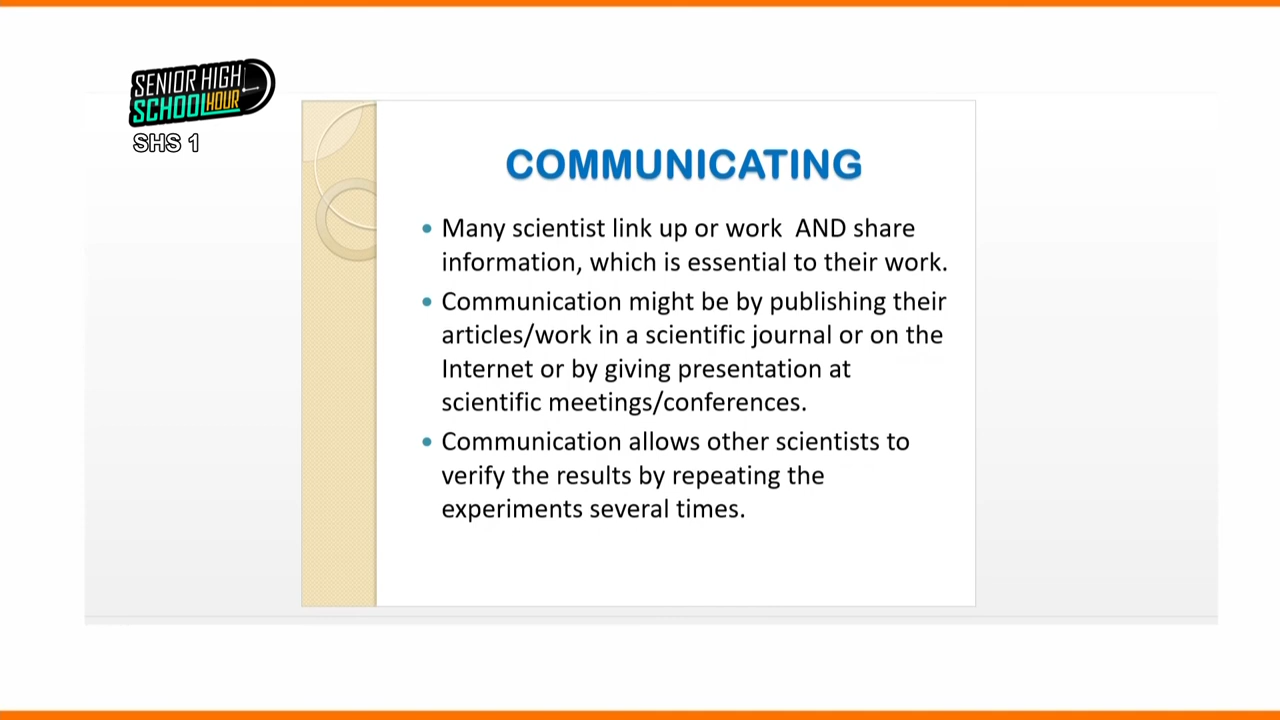 SENIOR HIGH
SCHOOL HOUR
SHS 1
COMMUNICATING
• Many scientist link up or work  AND share
information, which is essential to their work.
• Communication might be by publishing their
articles/work in a scientific journal or on the
Internet or by giving presentation at
scientific meetings/conferences.
• Communication allows other scientists to
verify the results by repeating the
experiments several times.